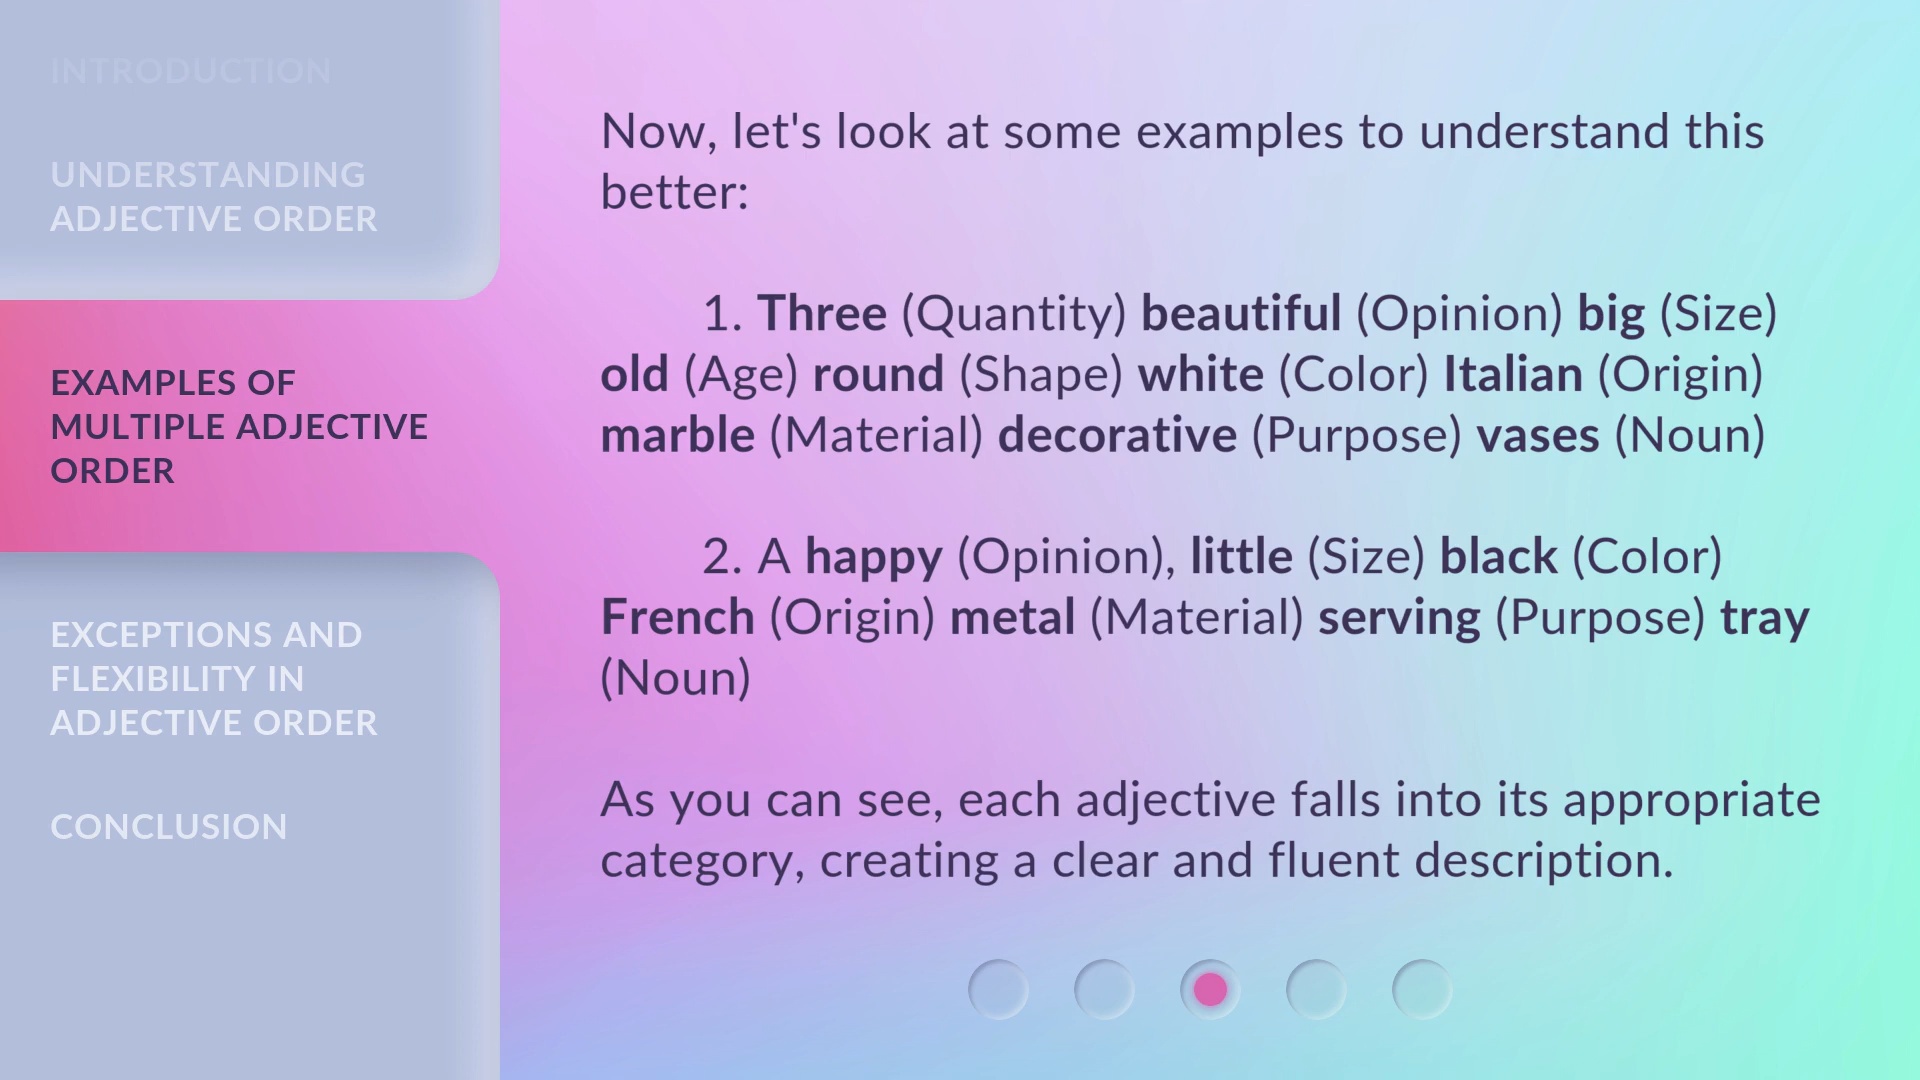 INTRODUCTION
UNDERSTANDING
ADJECTIVE ORDER
EXAMPLES OF
MULTIPLE ADJECTIVE
ORDER
EXCEPTIONS AND
FLEXIBILITY IN
ADJECTIVE ORDER
CONCLUSION
Now, let's look at some examples to understand this
better:
1. Three (Quantity) beautiful (Opinion) big (Size)
old (Age) round (Shape) white (Color) Italian (Origin)
marble (Material) decorative (Purpose) vases (Noun)
2. A happy (Opinion), little (Size) black (Color)
French (Origin) metal (Material) serving (Purpose) tray
(Noun)
As you can see, each adjective falls into its appropriate
category, creating a clear and fluent description.